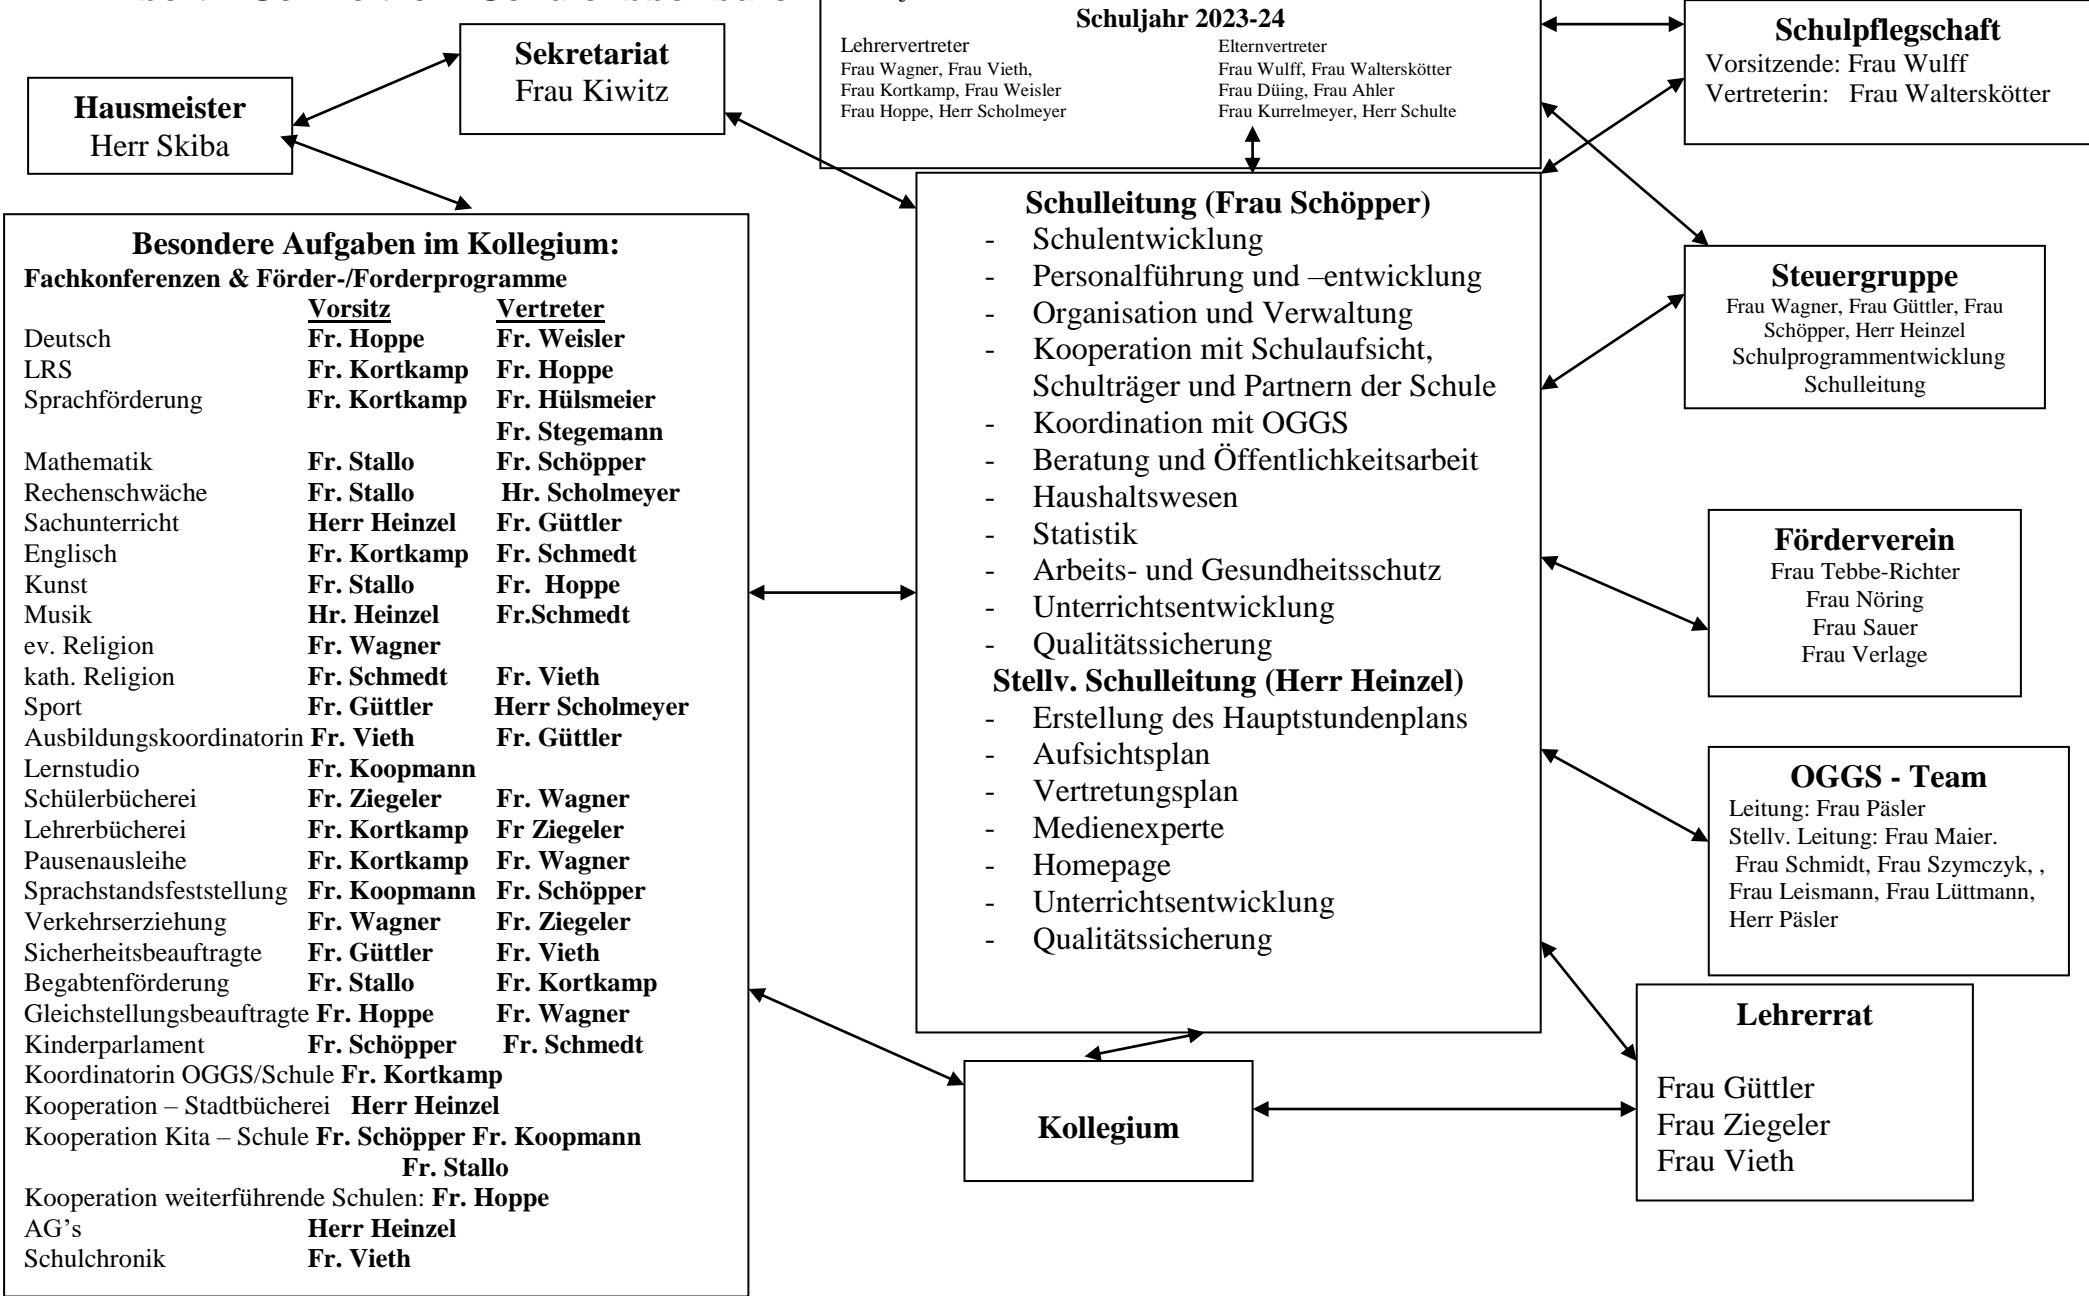 Schuljahr 2023-24
Lehrervertreter
Frau Wagner, Frau Vieth,
Frau Kortkamp, Frau Weisler
Frau Hoppe, Herr Scholmeyer
Elternvertreter
Frau Wulff, Frau Walterskötter
Frau Düing, Frau Ahler
Frau Kurrelmeyer, Herr Schulte
Schulpflegschaft
Vorsitzende: Frau Wulff
Vertreterin: Frau Walterskötter
Sekretariat
Frau Kiwitz
Hausmeister
Herr Skiba
Besondere Aufgaben im Kollegium:
Fachkonferenzen & Förder-/Forderprogramme
Vorsitz Vertreter
Deutsch Fr. Hoppe Fr. Weisler
LRS Fr. Kortkamp Fr. Hoppe
Sprachförderung Fr. Kortkamp Fr. Hülsmeier
Fr. Stegemann
Mathematik Fr. Stallo Fr. Schöpper
Rechenschwäche Fr. Stallo Hr. Scholmeyer
Sachunterricht Herr Heinzel Fr. Güttler
Englisch Fr. Kortkamp Fr. Schmedt
Kunst Fr. Stallo Fr. Hoppe
Musik Hr. Heinzel Fr.Schmedt
ev. Religion Fr. Wagner
kath. Religion Fr. Schmedt Fr. Vieth
Sport Fr. Güttler Herr Scholmeyer
Ausbildungskoordinatorin Fr. Vieth Fr. Güttler
Lernstudio Fr. Koopmann
Schülerbücherei Fr. Ziegeler Fr. Wagner
Lehrerbücherei Fr. Kortkamp Fr Ziegeler
Pausenausleihe Fr. Kortkamp Fr. Wagner
Sprachstandsfeststellung Fr. Koopmann Fr. Schöpper
Verkehrserziehung Fr. Wagner Fr. Ziegeler
Sicherheitsbeauftragte Fr. Güttler Fr. Vieth
Begabtenförderung Fr. Stallo Fr. Kortkamp
Gleichstellungsbeauftragte Fr. Hoppe Fr. Wagner
Kinderparlament Fr. Schöpper Fr. Schmedt
Koordinatorin OGGS/Schule Fr. Kortkamp
Kooperation – Stadtbücherei Herr Heinzel
Kooperation Kita – Schule Fr. Schöpper Fr. Koopmann
Fr. Stallo
Kooperation weiterführende Schulen: Fr. Hoppe
AG’s Herr Heinzel
Schulchronik Fr. Vieth
Schulleitung (Frau Schöpper)
- Schulentwicklung
- Personalführung und –entwicklung
- Organisation und Verwaltung
- Kooperation mit Schulaufsicht,
Schulträger und Partnern der Schule
- Koordination mit OGGS
- Beratung und Öffentlichkeitsarbeit
- Haushaltswesen
- Statistik
- Arbeits- und Gesundheitsschutz
- Unterrichtsentwicklung
- Qualitätssicherung
Stellv. Schulleitung (Herr Heinzel)
- Erstellung des Hauptstundenplans
- Aufsichtsplan
- Vertretungsplan
- Medienexperte
- Homepage
- Unterrichtsentwicklung
- Qualitätssicherung
Kollegium
Steuergruppe
Frau Wagner, Frau Güttler, Frau
Schöpper, Herr Heinzel
Schulprogrammentwicklung
Schulleitung
Förderverein
Frau Tebbe-Richter
Frau Nöring
Frau Sauer
Frau Verlage
OGGS - Team
Leitung: Frau Päsler
Stellv. Leitung: Frau Maier.
Frau Schmidt, Frau Szymczyk, ,
Frau Leismann, Frau Lüttmann,
Herr Päsler
Lehrerrat
Frau Güttler
Frau Ziegeler
Frau Vieth